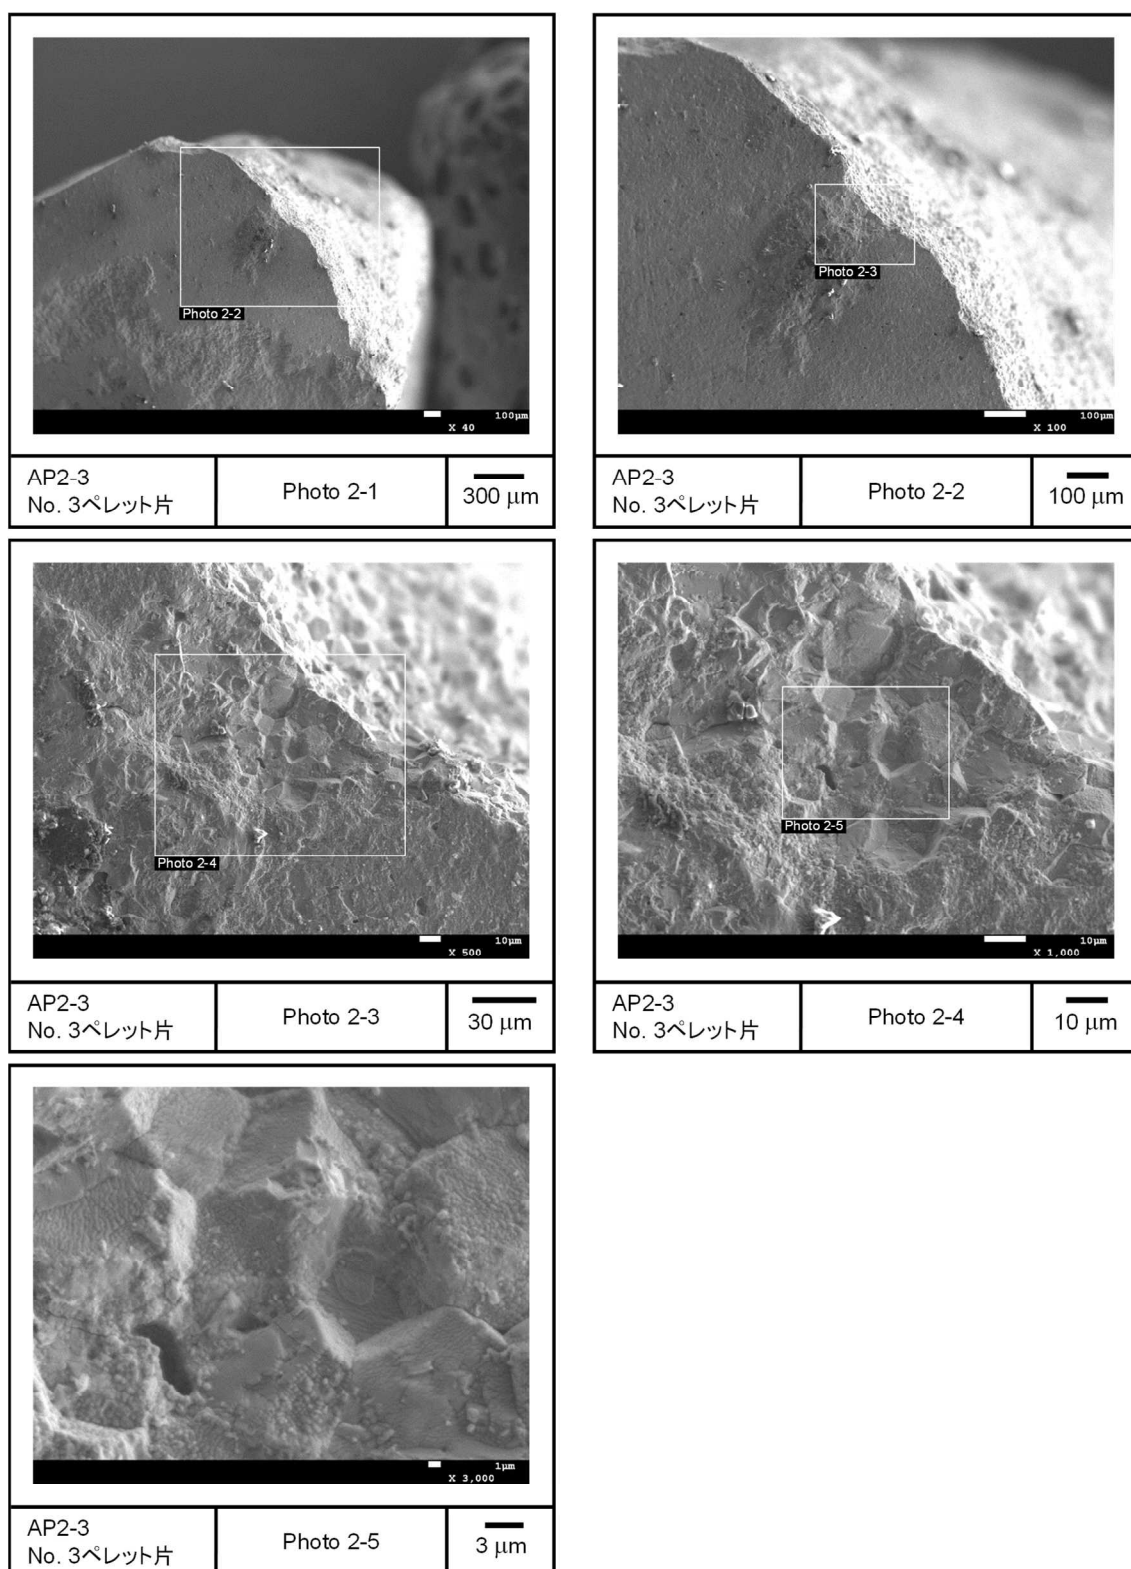 Photo 2-2
100μm
X 40
AP2-3
No. 3ペレット片
Photo 2-1
300 μm
Photo 2-3
100μm
X 100
AP2-3
No. 3ペレット片
Photo 2-2
100 μm
Photo 2-4
10μm
X 500
AP2-3
No. 3ペレット片
Photo 2-3
30 μm
Photo 2-5
10μm
X 1,000
AP2-3
No. 3ペレット片
Photo 2-4
10 μm
1μm
X 3,000
AP2-3
No. 3ペレット片
Photo 2-5
3 μm